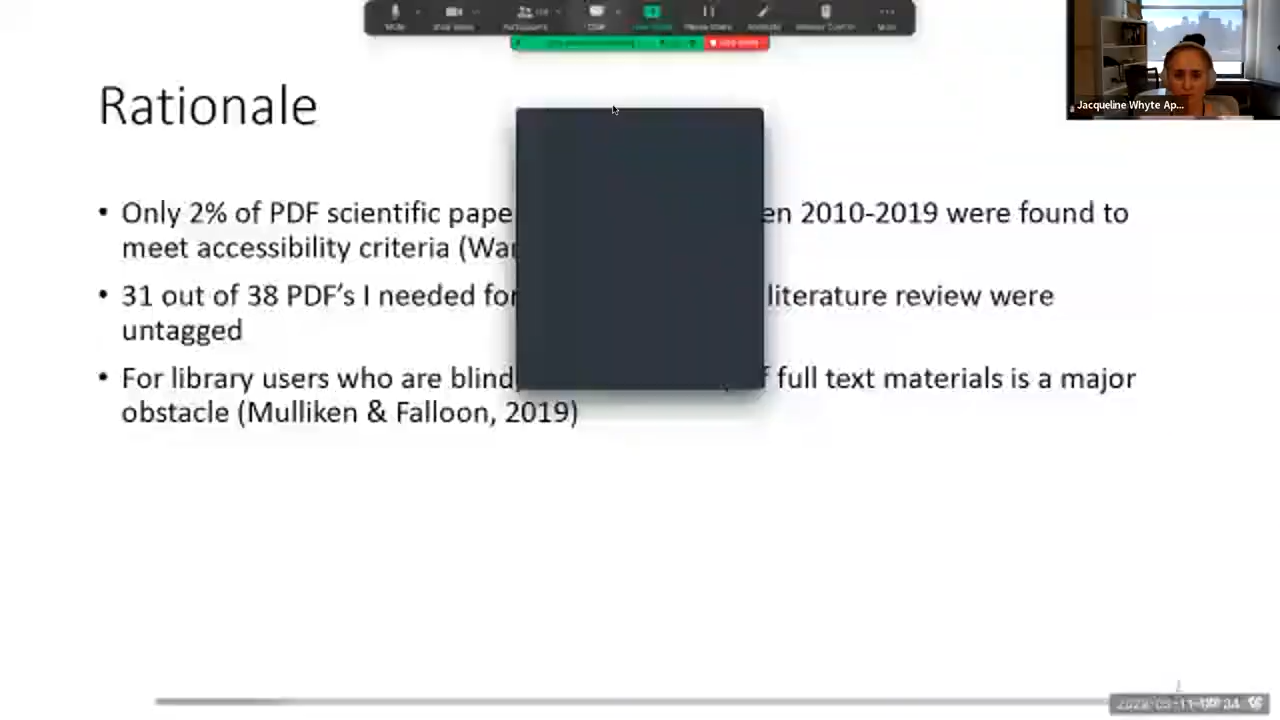 Rationale
Jacqueline Whyte Ap...
• Only 2% of PDF scientific en 2010-2019 were found to
meet accessibility criteria
• 31 out of 38 PDF's I needed for literature review were
untagged
• For library users who are blind full text materials is a major
obstacle (Mulliken & Falloon, 2019)